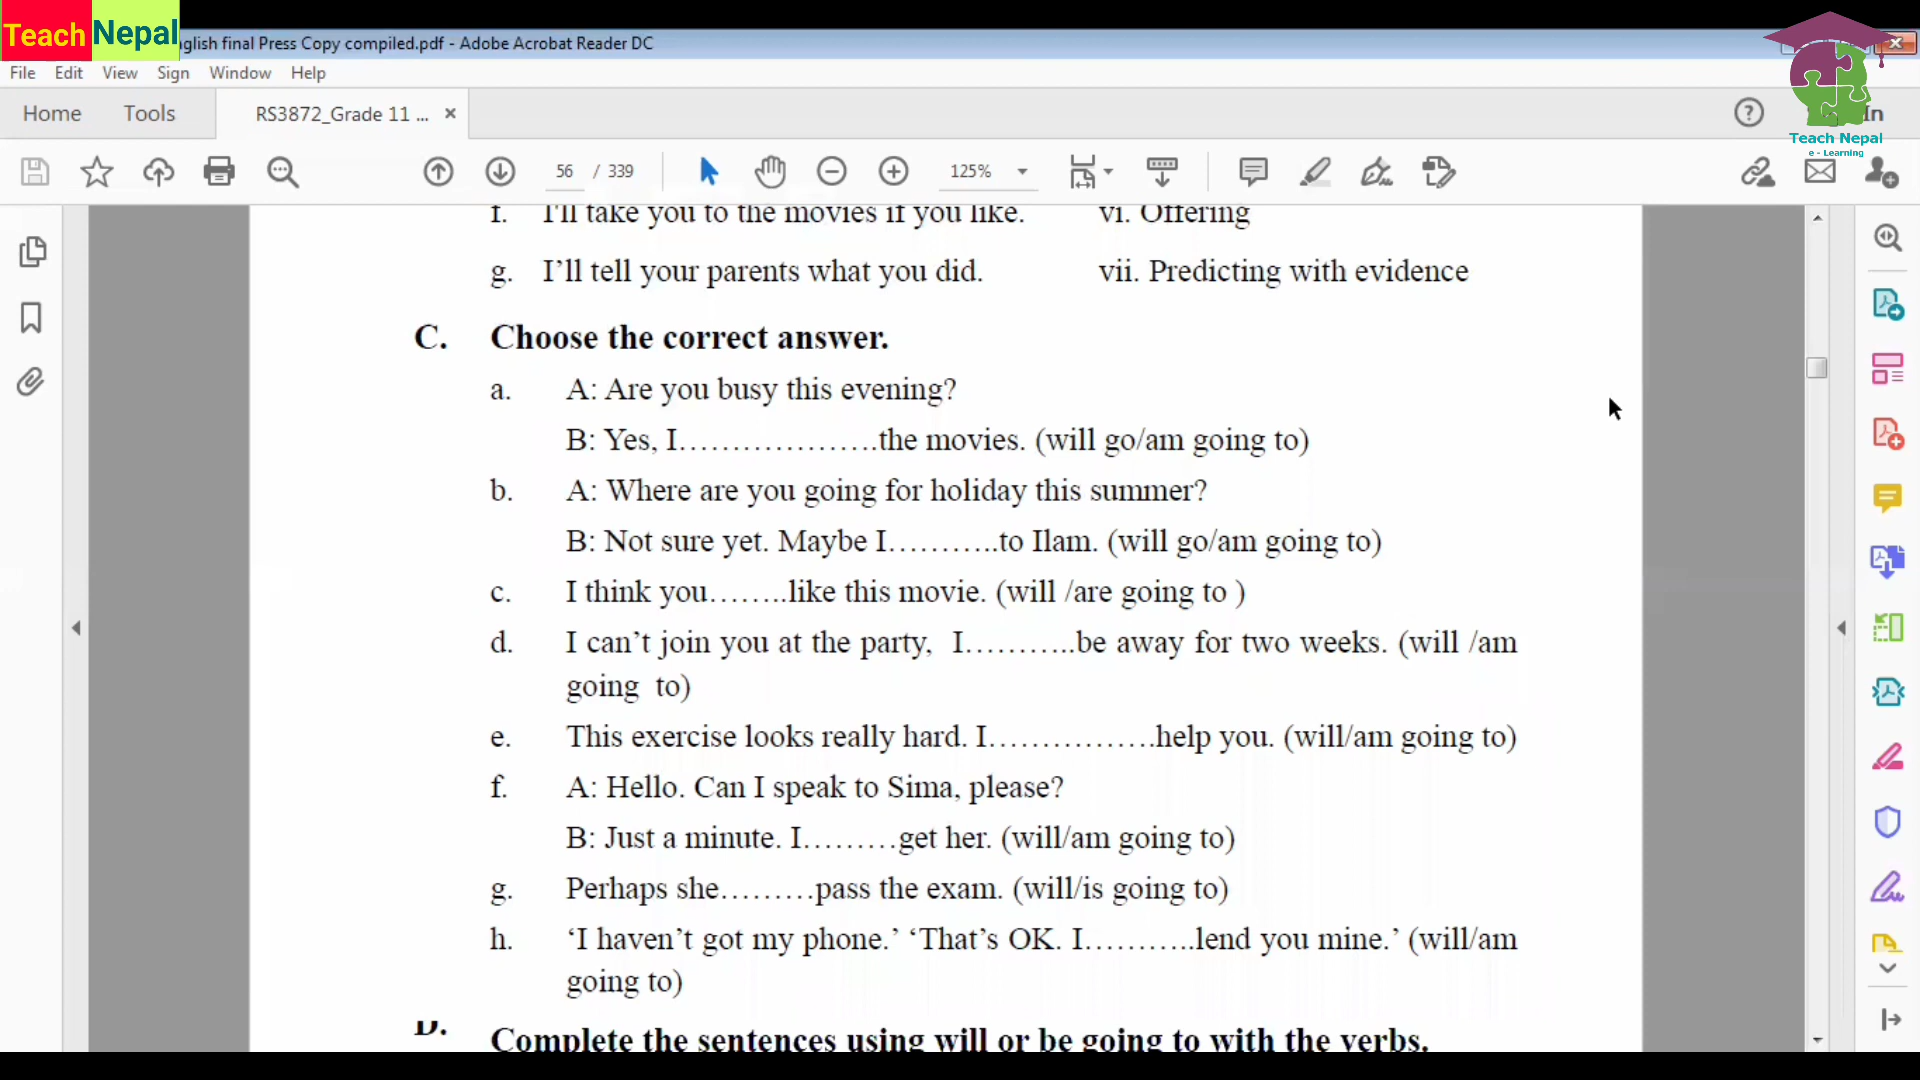 Teach Nepal
nglish final Press Copy compiled.pdf - Adobe Acrobat Reader DC
File Edit View Sign Window Help
Home Tools RS3872_Grade 11 ... ×
In
Teach Nepal
e - Learning
56 / 339 125%
f. I'll take you to the movies if you like. vi. Offering
g. I’ll tell your parents what you did. vii. Predicting with evidence
C. Choose the correct answer.
a. A: Are you busy this evening?
B: Yes, I……………….the movies. (will go/am going to)
b. A: Where are you going for holiday this summer?
B: Not sure yet. Maybe I………..to Ilam. (will go/am going to)
c. I think you……..like this movie. (will /are going to )
d. I can’t join you at the party, I………..be away for two weeks. (will /am
going to)
e. This exercise looks really hard. I…………….help you. (will/am going to)
f. A: Hello. Can I speak to Sima, please?
B: Just a minute. I………get her. (will/am going to)
g. Perhaps she………pass the exam. (will/is going to)
h. ‘I haven’t got my phone.’ ‘That’s OK. I………..lend you mine.’ (will/am
going to)
D. Complete the sentences using will or be going to with the verbs.